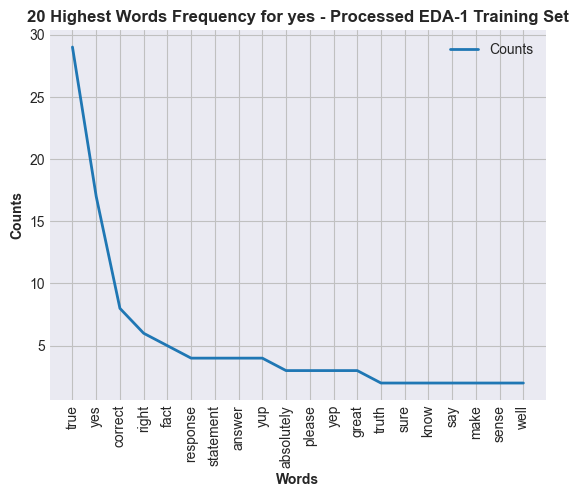 20 Highest Words Frequency for yes - Processed EDA-1 Training Set
30
25
20
15
10
5
Counts
Counts
true
yes
correct
right
fact
response
statement
answer
yup
absolutely
please
yep
great
truth
sure
know
say
make
sense
well
Words